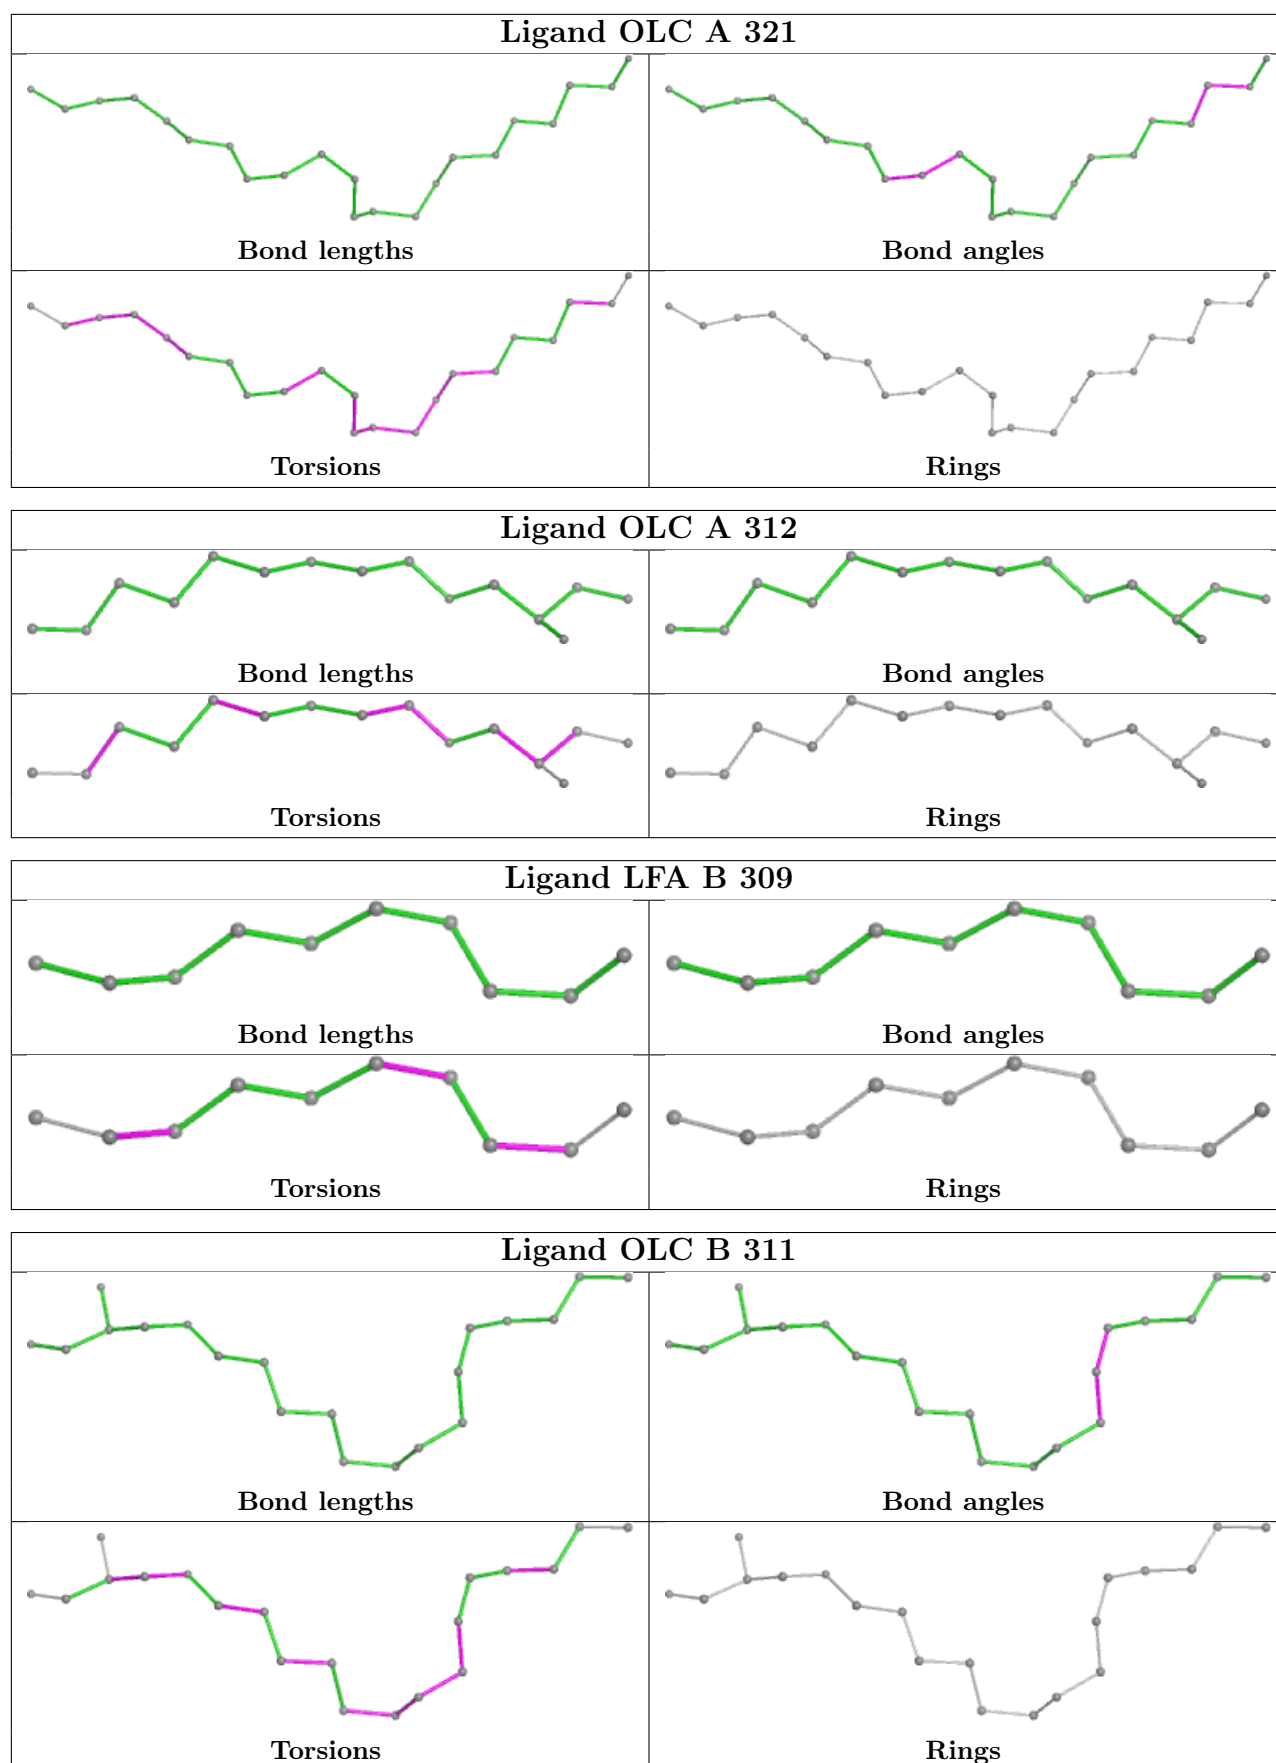 Ligand OLC A 321
Bond lengths Bond angles
Torsions Rings
Ligand OLC A 312
Bond lengths Bond angles
Torsions Rings
Ligand LFA B 309
Bond lengths Bond angles
Torsions Rings
Ligand OLC B 311
Bond lengths Bond angles
Torsions Rings